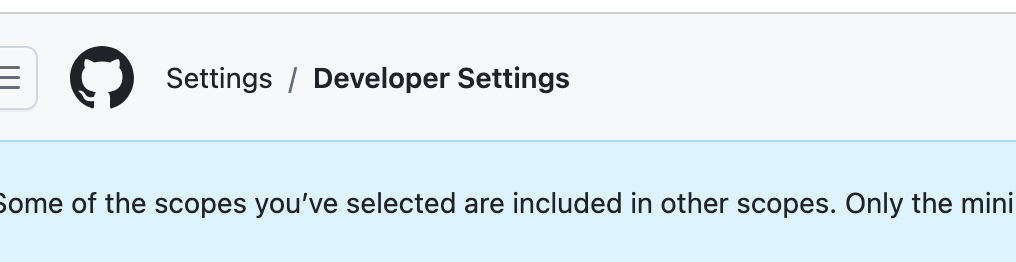 Settings / Developer Settings
Some of the scopes you’ve selected are included in other scopes. Only the mini